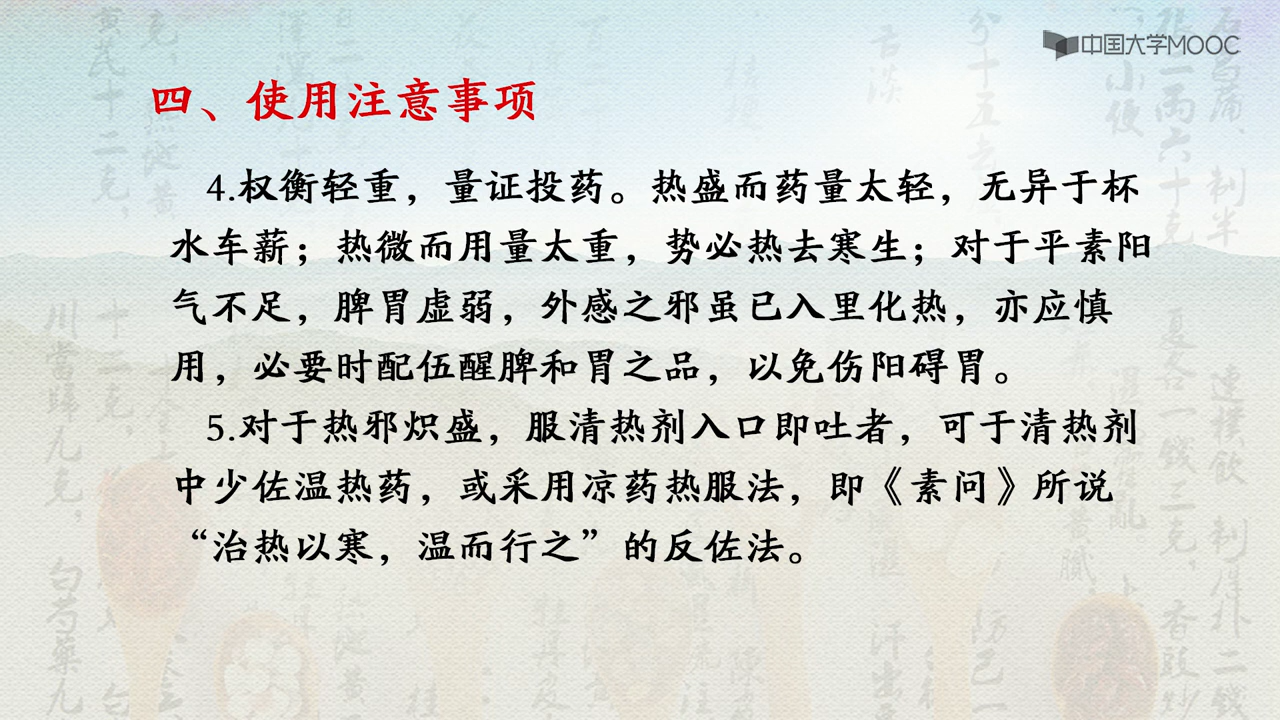 中国大学MOOC
四、使用注意事项
4.权衡轻重，量证投药。热盛而药量太轻，无异于杯
水车薪；热微而用量太重，势必热去寒生；对于平素阳
气不足，脾胃虚弱，外感之邪虽已入里化热，亦应慎
用，必要时配伍醒脾和胃之品，以免伤阳碍胃。
5.对于热邪炽盛，服清热剂入口即吐者，可于清热剂
中少佐温热药，或采用凉药热服法，即《素问》所说
“治热以寒，温而行之”的反佐法。